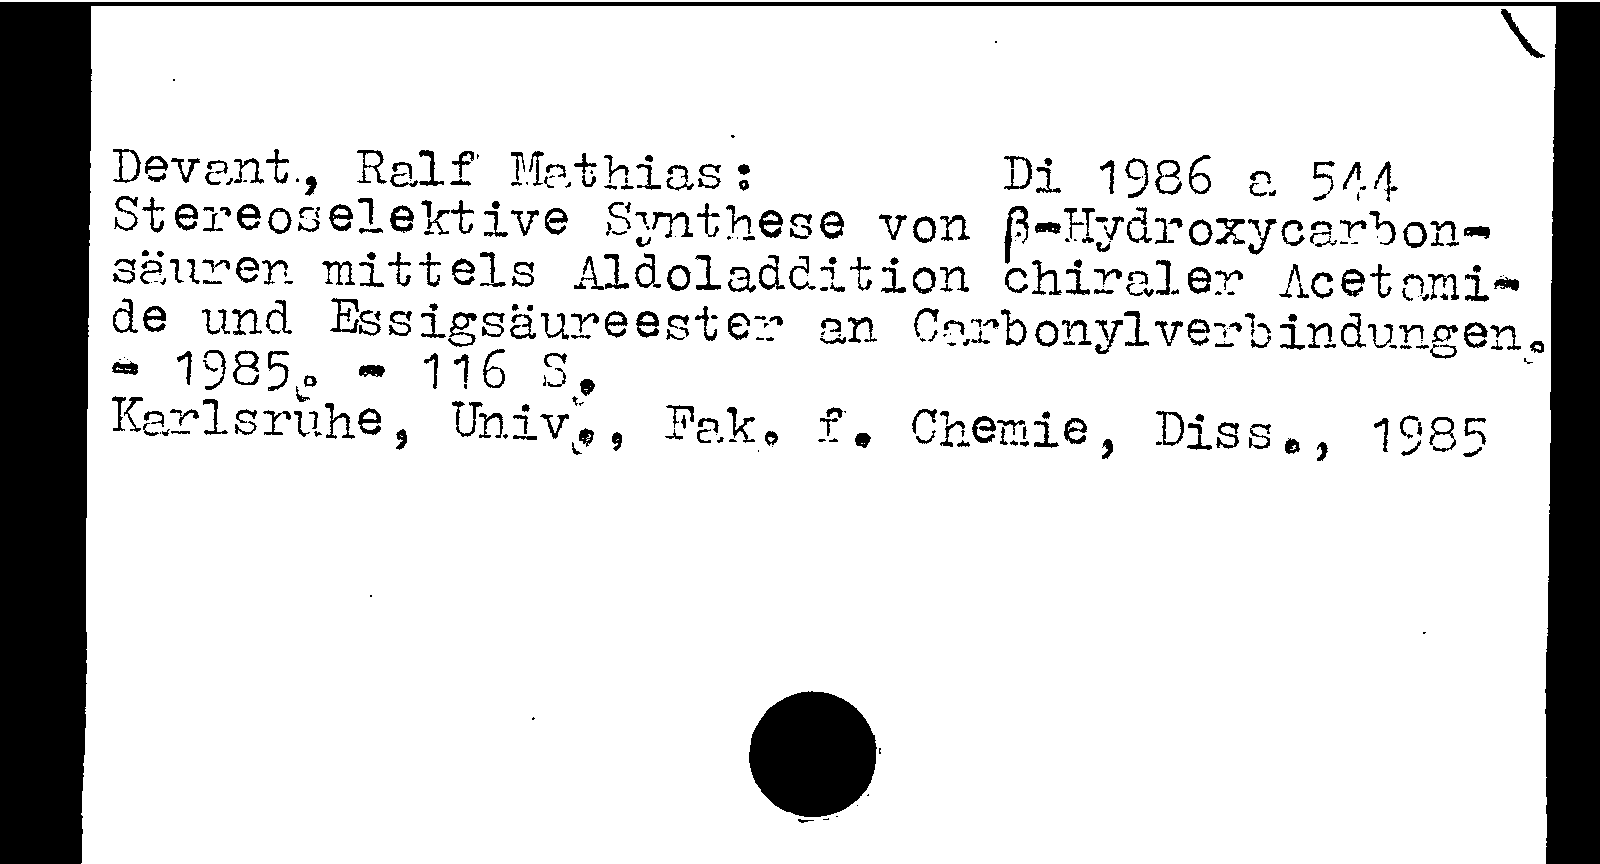 Devant, Ralf Mathias: Di 1986 a 544
Stereoselektive Synthese von β-Hydroxycarbon-
säuren mittels Aldoladdition chiraler Acetami-
de und Essigsäureester an Carbonylverbindungen.
- 1985. - 116 S.
Karlsruhe, Univ., Fak. f. Chemie, Diss., 1985